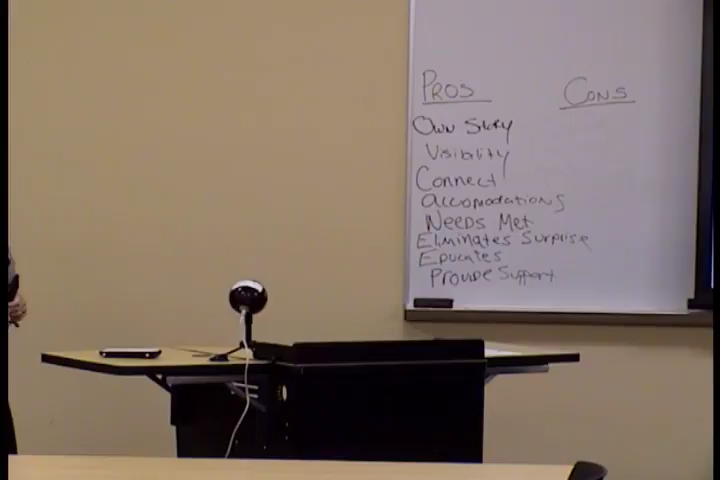 Pros
Cons
Own Story
Visibility
Connect
Accomodations
Needs Met
Eliminates Surprise
Educates
Provide Support